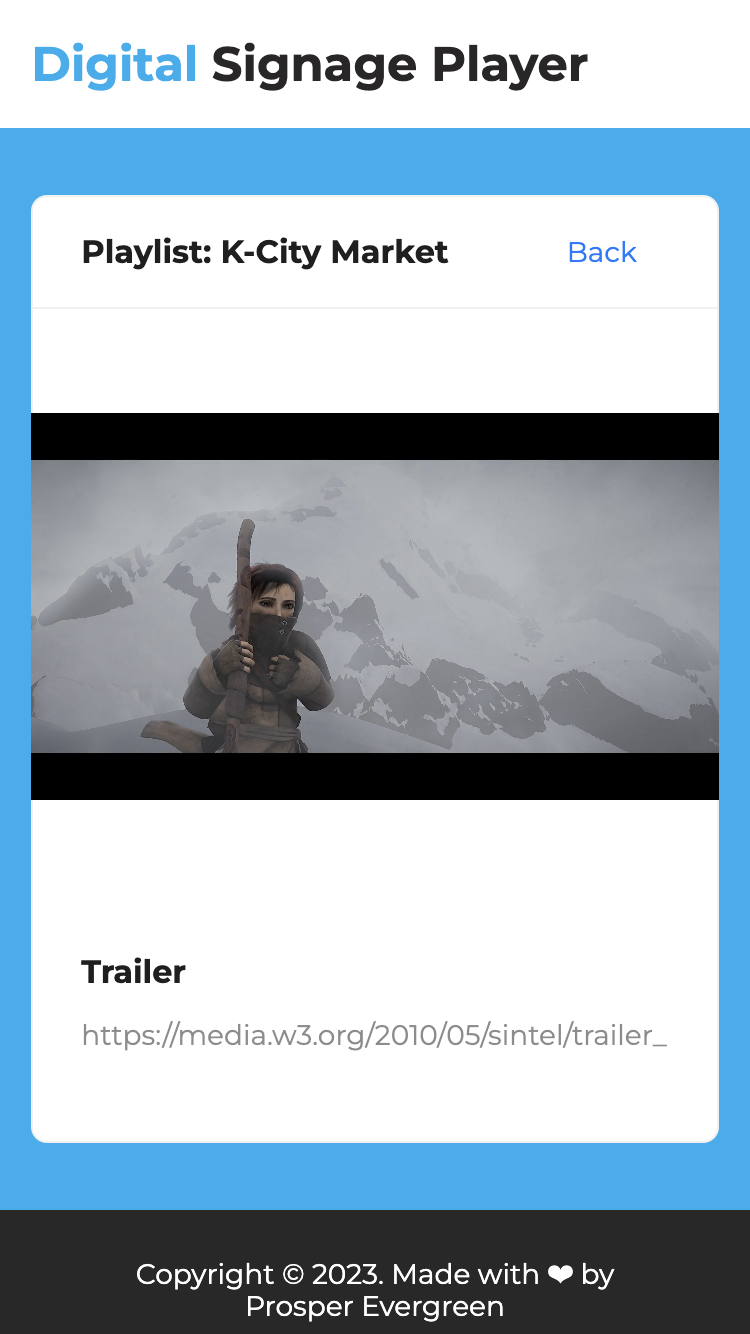 Digital Signage Player
Playlist: K-City Market
Back
Trailer
https://media.w3.org/2010/05/sintel/trailer_
Copyright © 2023. Made with ❤ by
Prosper Evergreen